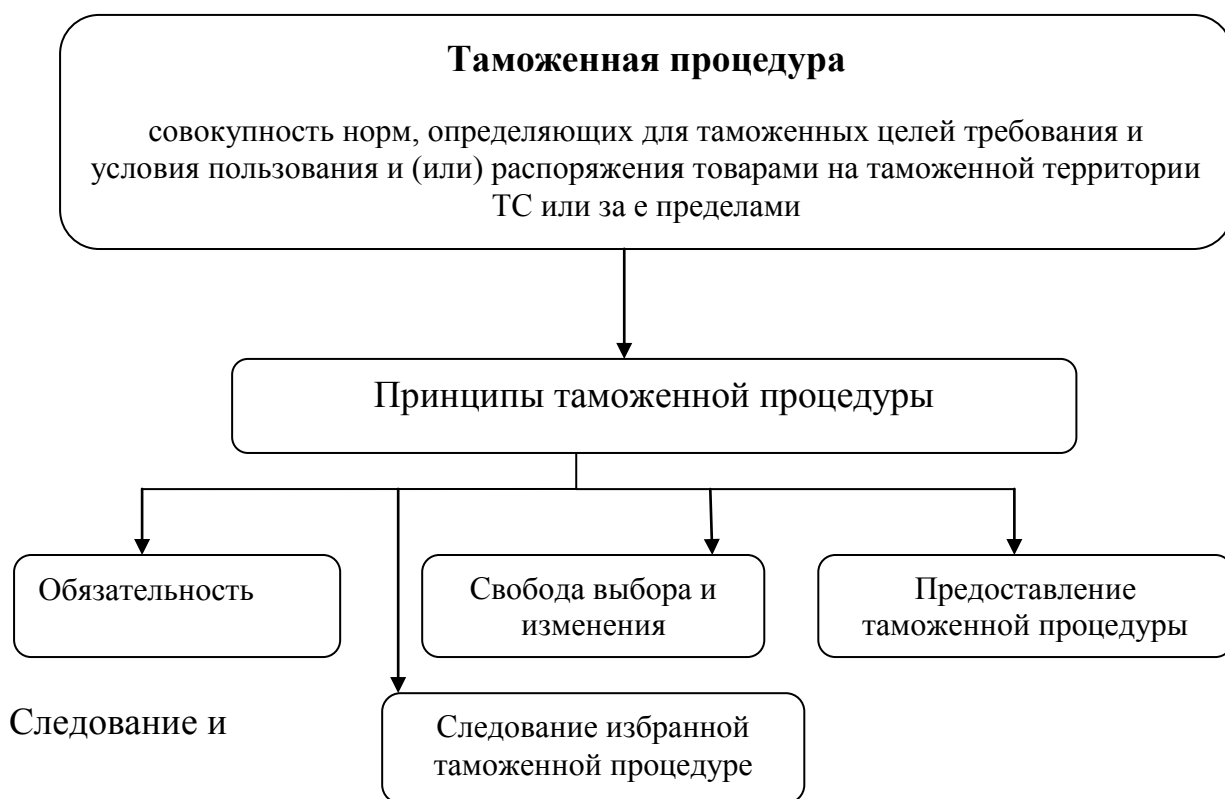 Таможенная процедура
совокупность норм, определяющих для таможенных целей требования и
условия пользования и (или) распоряжения товарами на таможенной территории
ТС или за е пределами
Принципы таможенной процедуры
Обязательность
Свобода выбора и
изменения
Предоставление
таможенной процедуры
Следование и
Следование избранной
таможенной процедуре